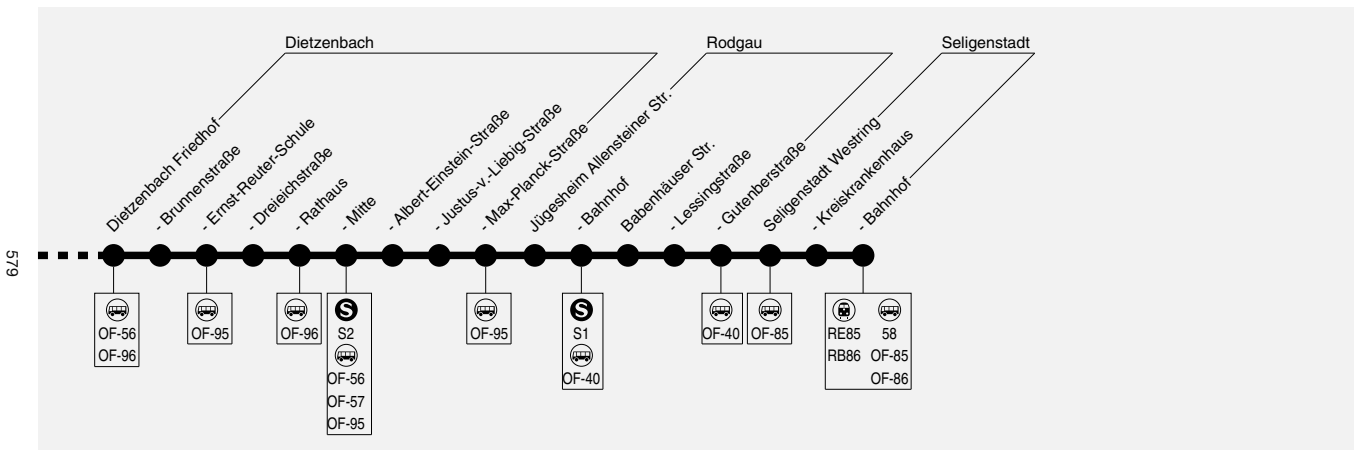 Dietzenbach
Rodgau
Seligenstadt
Dietzenbach Friedhof
- Brunnenstraße
- Ernst-Reuter-Schule
- Dreieichstraße
- Rathaus
- Mitte
- Albert-Einstein-Straße
- Justus-v.-Liebig-Straße
- Max-Planck-Straße
Jügesheim Allensteiner Str.
- Bahnhof
Babenhäuser Str.
- Lessingstraße
- Gutenberstraße
Seligenstadt Westring
- Kreiskrankenhaus
- Bahnhof
579
OF-56
OF-96
OF-95
OF-96
S
S2
OF-56
OF-57
OF-95
OF-95
S
S1
OF-40
OF-40
OF-85
RE85 58
RB86 OF-85
OF-86